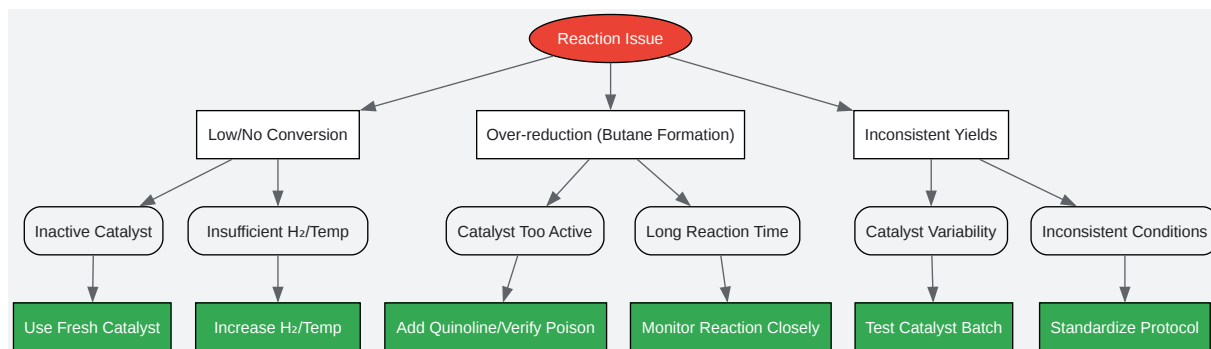 Reaction Issue
Low/No Conversion
Over-reduction (Butane Formation)
Inconsistent Yields
Inactive Catalyst
Insufficient H₂/Temp
Catalyst Too Active
Long Reaction Time
Catalyst Variability
Inconsistent Conditions
Use Fresh Catalyst
Increase H₂/Temp
Add Quinoline/Verify Poison
Monitor Reaction Closely
Test Catalyst Batch
Standardize Protocol